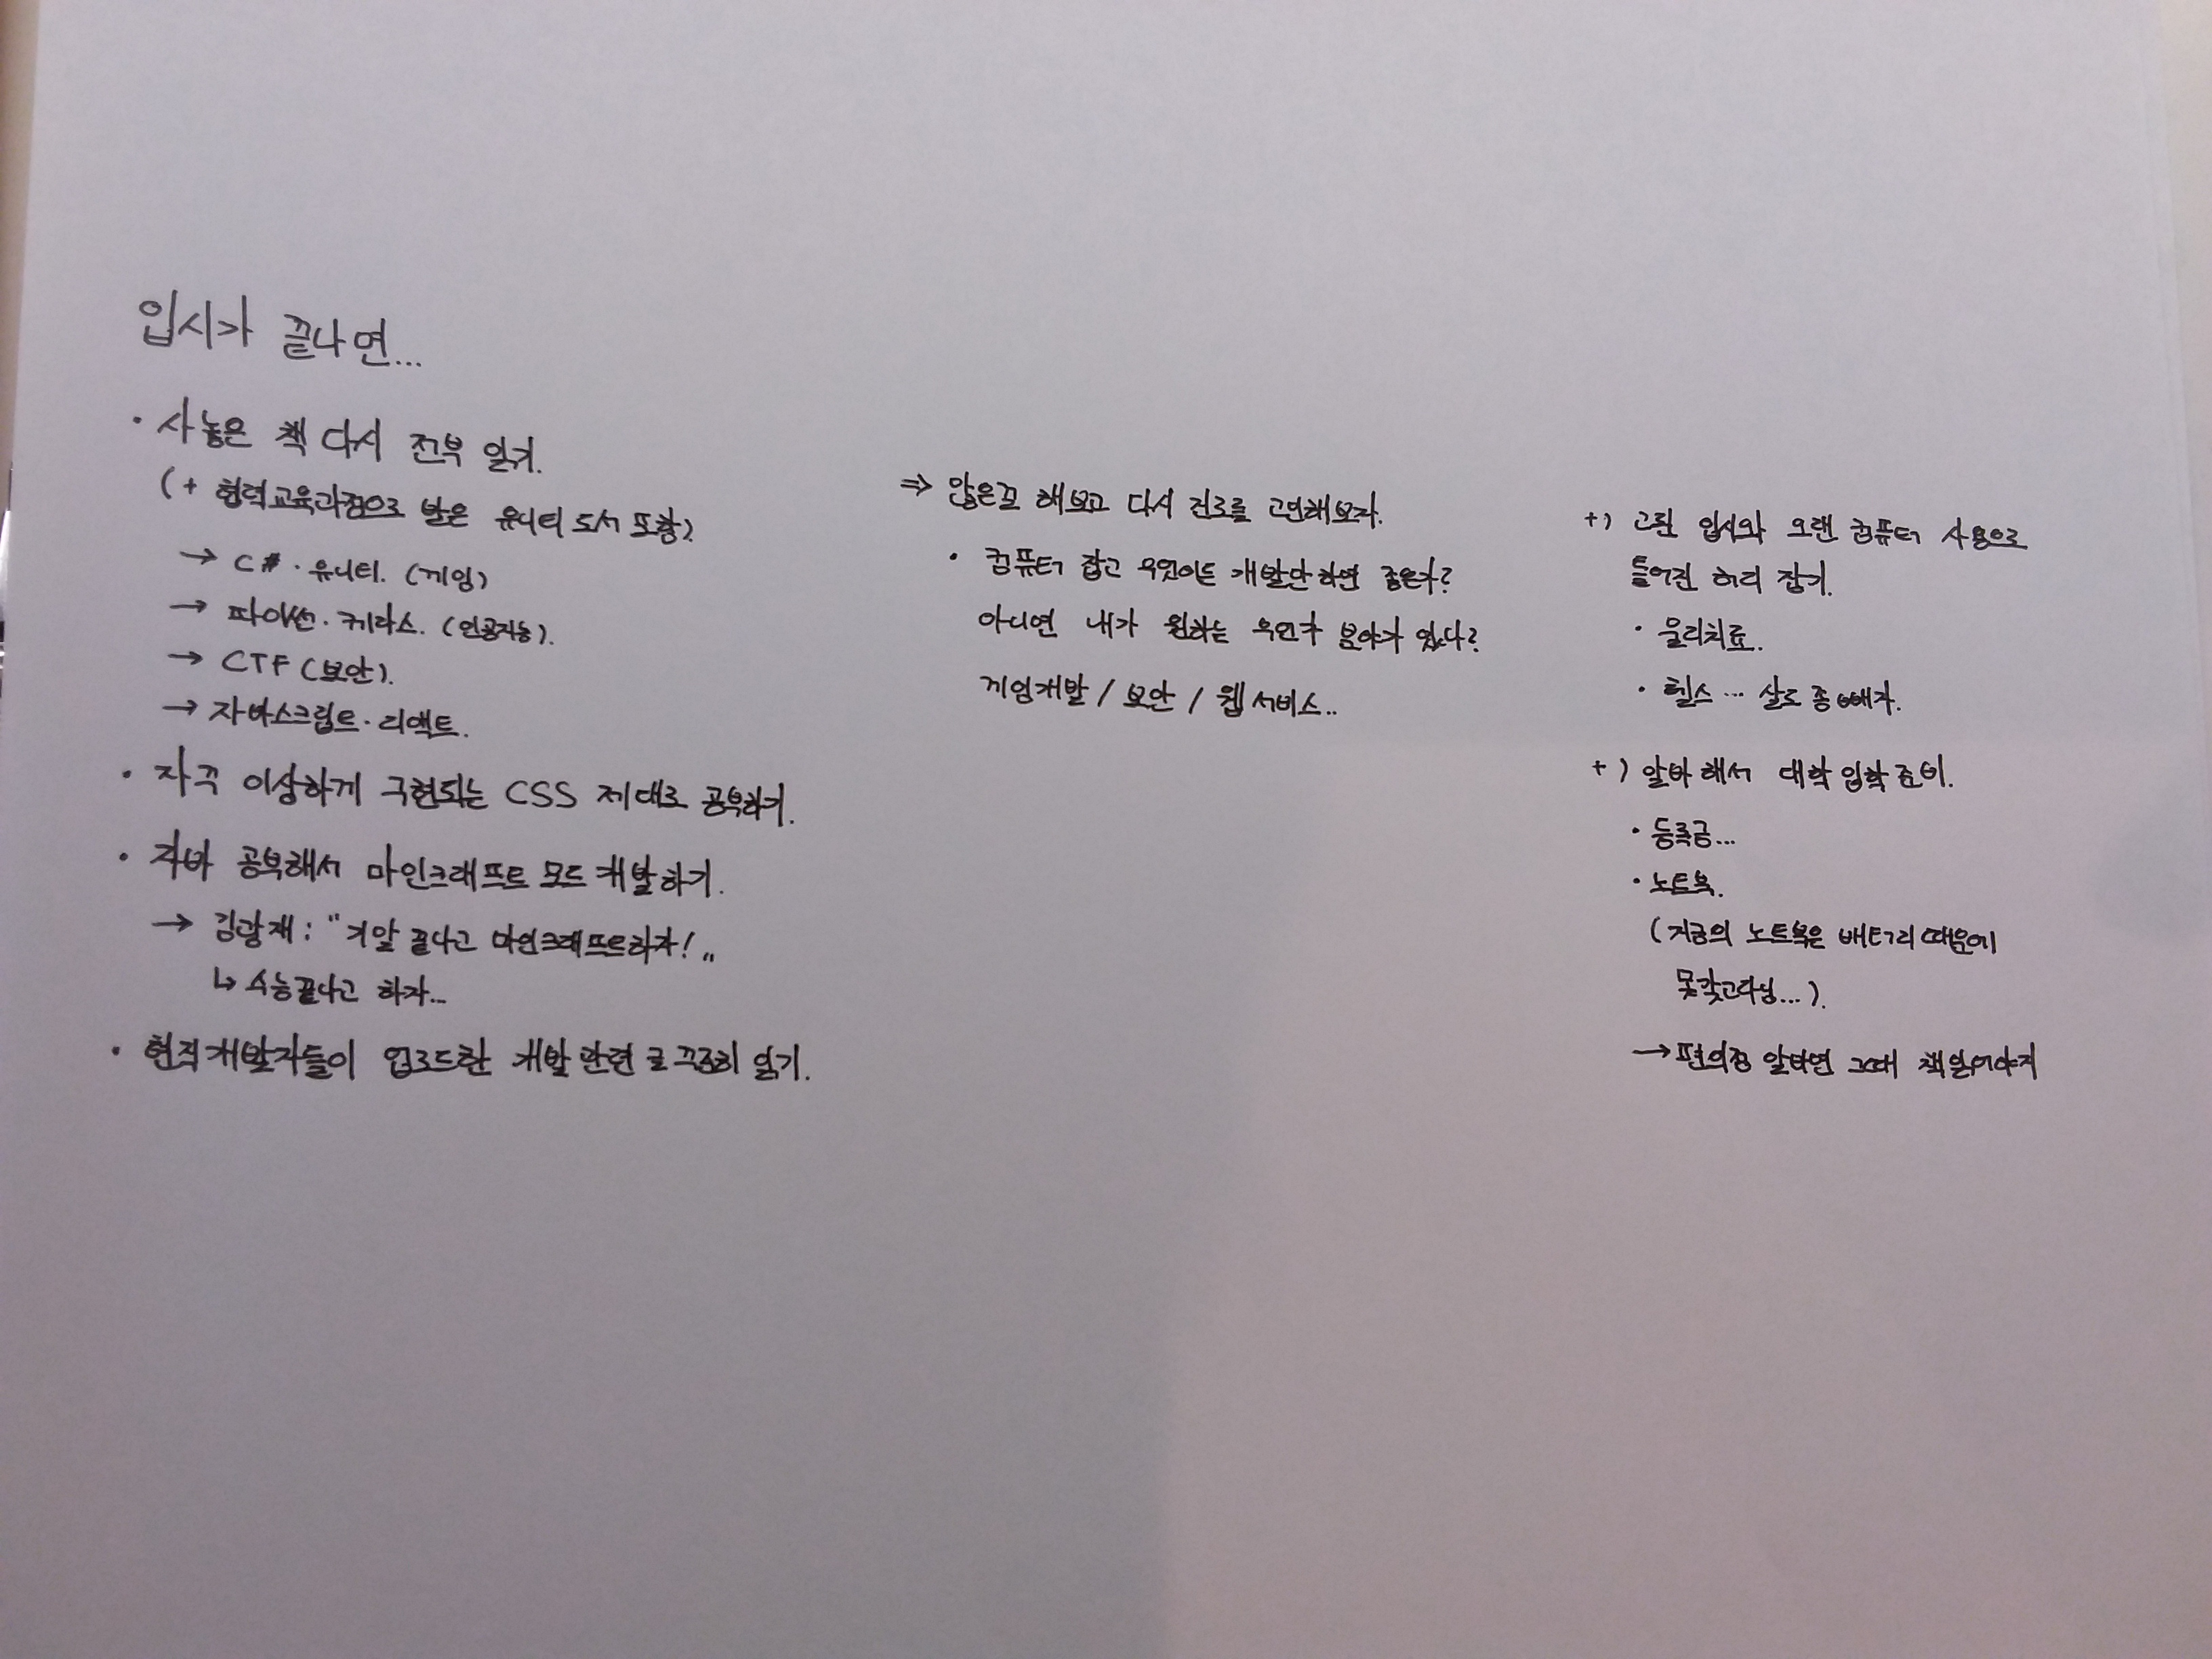 입시가 끝나면...
· 사놓은 책 다시 전부 읽기.
(+ 협력교육과정으로 받은 유니티 도서 포함)
→ C# · 유니티. (게임)
→ 파이썬 · 케라스. (인공지능).
→ CTF (보안).
→ 자바스크립트 · 리액트.
· 자꾸 이상하게 구현되는 CSS 제대로 공부하기.
· 자바 공부해서 마인크래프트 모드 개발하기.
→ 김광재 : "기말 끝나고 마인크래프트하자!"
↳ 수능끝나고 하자...
· 현직개발자들이 업로드한 개발 관련 글 꾸준히 읽기.
⇒ 많은걸 해보고 다시 진로를 고민해보자.
· 컴퓨터 잡고 무엇이든 개발만 하면 좋은가?
아니면 내가 원하는 무언가 분야가 있나?
게임개발 / 보안 / 웹 서비스..
+) 고된 입시와 오랜 컴퓨터 사용으로
틀어진 허리 잡기.
· 물리치료.
· 헬스 ... 살도 좀 빼자.
+) 알바 해서 대학 입학 준비.
· 등록금...
· 노트북.
(지금의 노트북은 배터리 때문에
못갖고다님...).
→ 편의점 알바면 그때 책 읽어야지